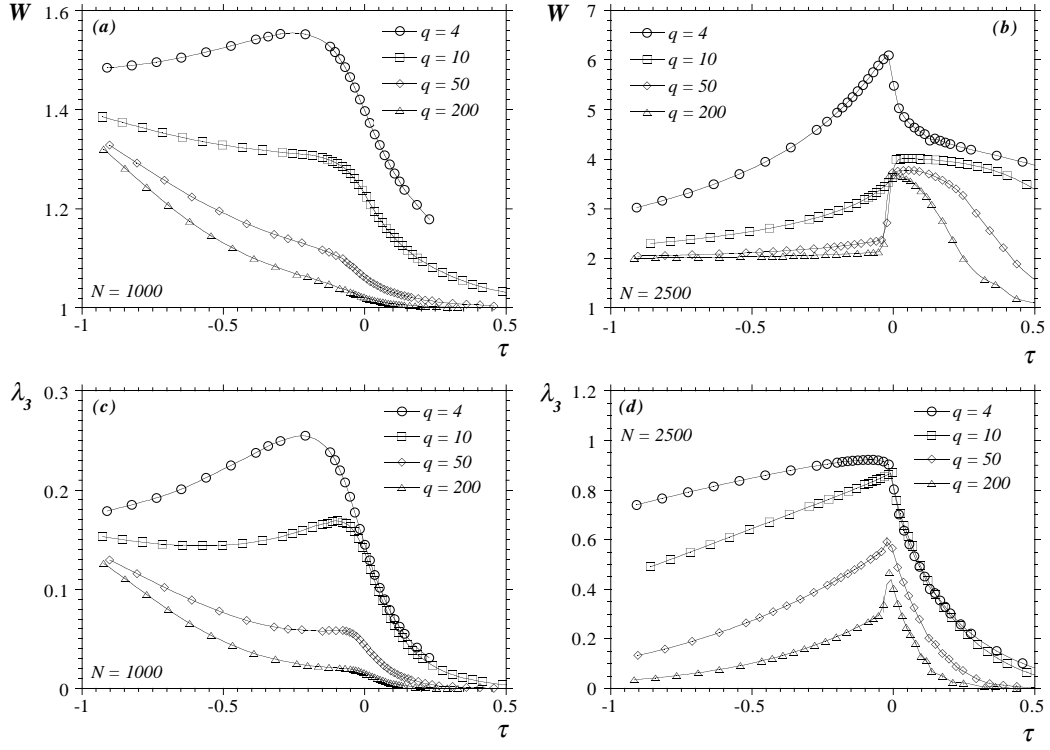 W
1.6
(a)
q = 4
q = 10
q = 50
q = 200
1.4
1.2
N = 1000
1
-1
-0.5
0
0.5
τ
W
7
(b)
q = 4
q = 10
q = 50
q = 200
6
5
4
3
2
N = 2500
1
-1
-0.5
0
0.5
τ
λ3
0.3
(c)
q = 4
q = 10
q = 50
q = 200
0.2
0.1
N = 1000
0
-1
-0.5
0
0.5
τ
λ3
1.2
(d)
N = 2500
q = 4
q = 10
q = 50
q = 200
1
0.8
0.6
0.4
0.2
0
-1
-0.5
0
0.5
τ